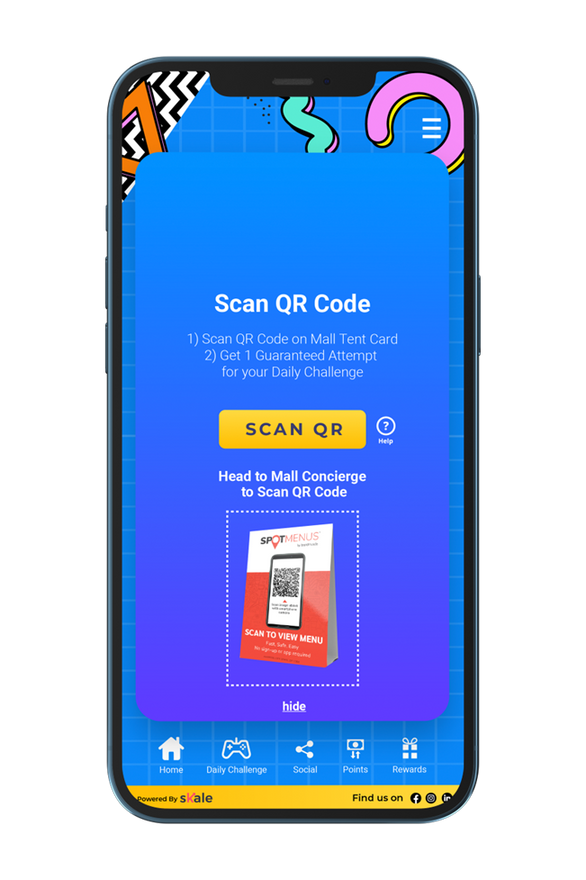 Scan QR Code
1) Scan QR Code on Mall Tent Card
2) Get 1 Guaranteed Attempt
for your Daily Challenge
SCAN QR
?
Help
Head to Mall Concierge
to Scan QR Code
SPOTMENUS
SCAN TO VIEW MENU
Fast, Safe, Easy
No sign-up or app required
hide
Home
Daily Challenge
Social
Points
Rewards
Powered By skale
Find us on